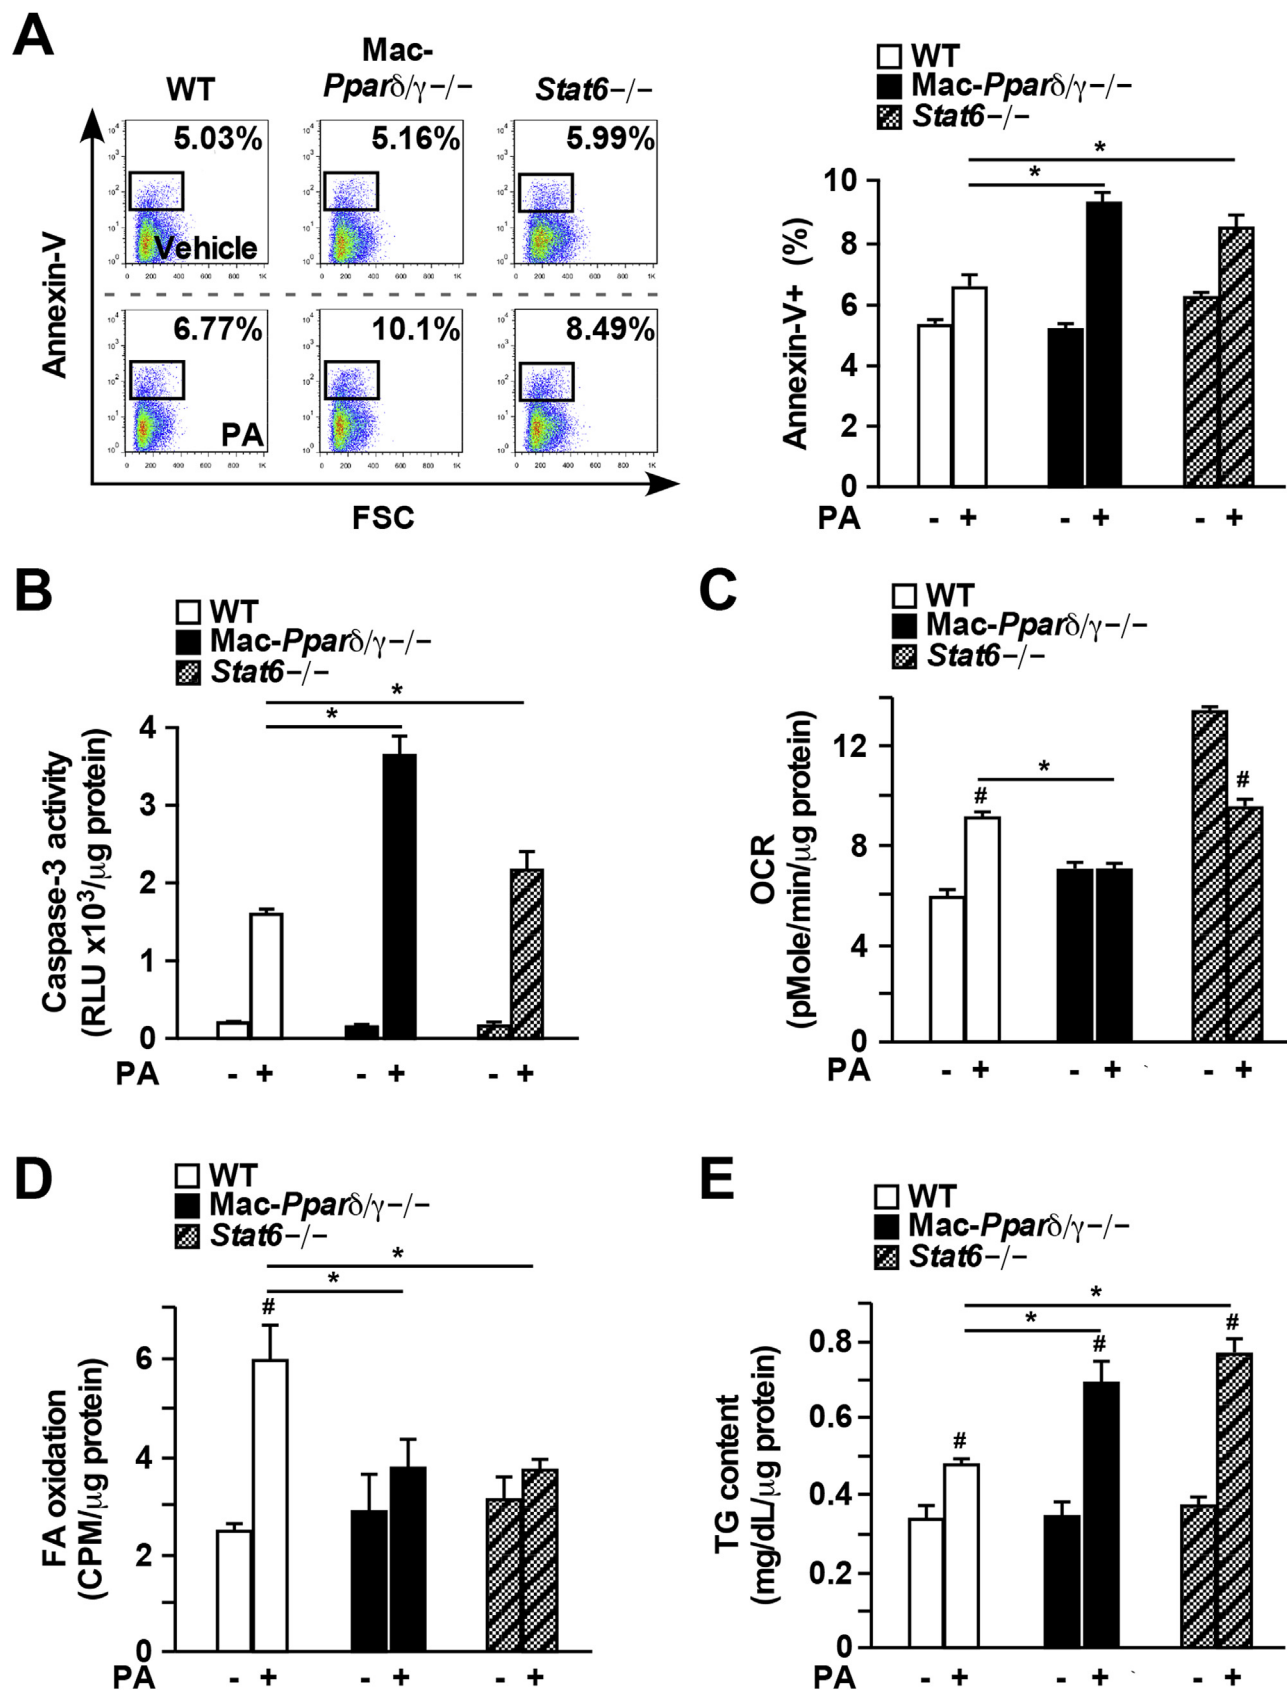 A
WT
Mac-
Pparδ/γ−/−
Stat6−/−
5.03%
5.16%
5.99%
Vehicle
6.77%
10.1%
8.49%
PA
Annexin-V
FSC
WT
Mac-Pparδ/γ−/−
Stat6−/−
*
*
Annexin-V+ (%)
10
8
6
4
2
0
PA - + - + - +
B
WT
Mac-Pparδ/γ−/−
Stat6−/−
*
*
Caspase-3 activity
(RLU x10³/μg protein)
4
3
2
1
0
PA - + - + - +
C
WT
Mac-Pparδ/γ−/−
Stat6−/−
*
# #
OCR
(pMole/min/μg protein)
12
8
4
0
PA - + - + - +
D
WT
Mac-Pparδ/γ−/−
Stat6−/−
*
*
#
FA oxidation
(CPM/μg protein)
6
4
2
0
PA - + - + - +
E
WT
Mac-Pparδ/γ−/−
Stat6−/−
*
*
# # #
TG content
(mg/dL/μg protein)
0.8
0.6
0.4
0.2
0
PA - + - + - +